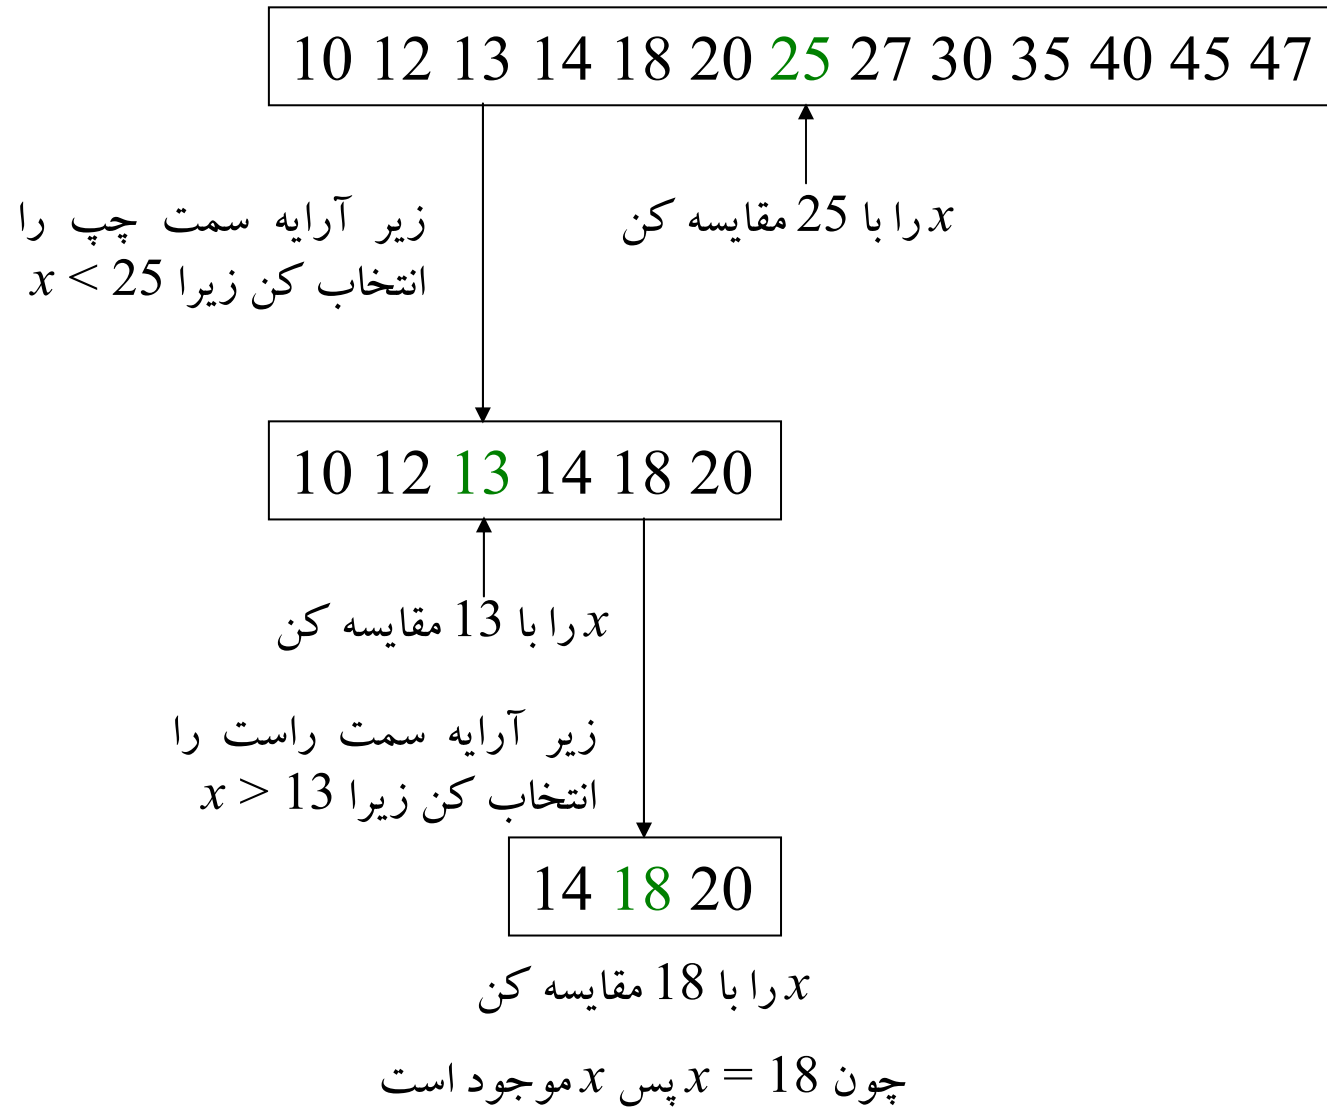 10 12 13 14 18 20 25 27 30 35 40 45 47
x را با 25 مقایسه کن
زیر آرایه سمت چپ را
انتخاب کن زیرا x < 25
10 12 13 14 18 20
x را با 13 مقایسه کن
زیر آرایه سمت راست را
انتخاب کن زیرا x > 13
14 18 20
x را با 18 مقایسه کن
چون x = 18 پس x موجود است